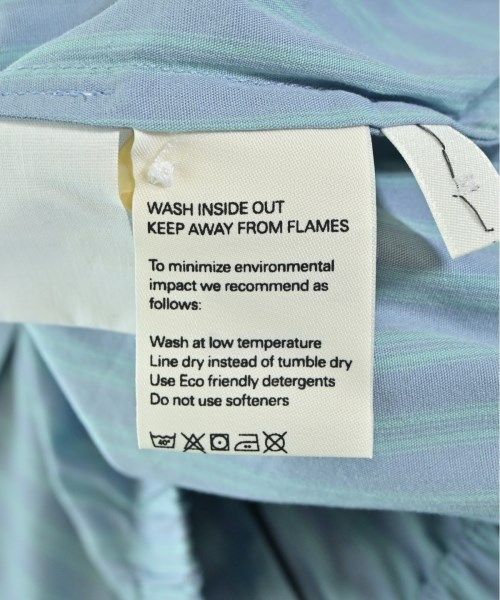 WASH INSIDE OUT
KEEP AWAY FROM FLAMES
To minimize environmental
impact we recommend as
follows:
Wash at low temperature
Line dry instead of tumble dry
Use Eco friendly detergents
Do not use softeners